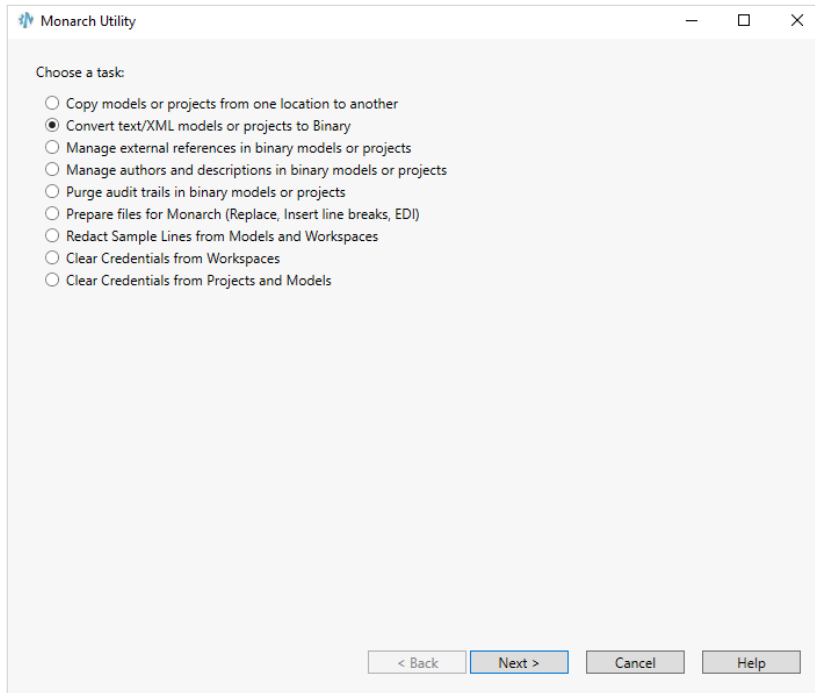 Monarch Utility
Choose a task:
Copy models or projects from one location to another
Convert text/XML models or projects to Binary
Manage external references in binary models or projects
Manage authors and descriptions in binary models or projects
Purge audit trails in binary models or projects
Prepare files for Monarch (Replace, Insert line breaks, EDI)
Redact Sample Lines from Models and Workspaces
Clear Credentials from Workspaces
Clear Credentials from Projects and Models
< Back Next > Cancel Help